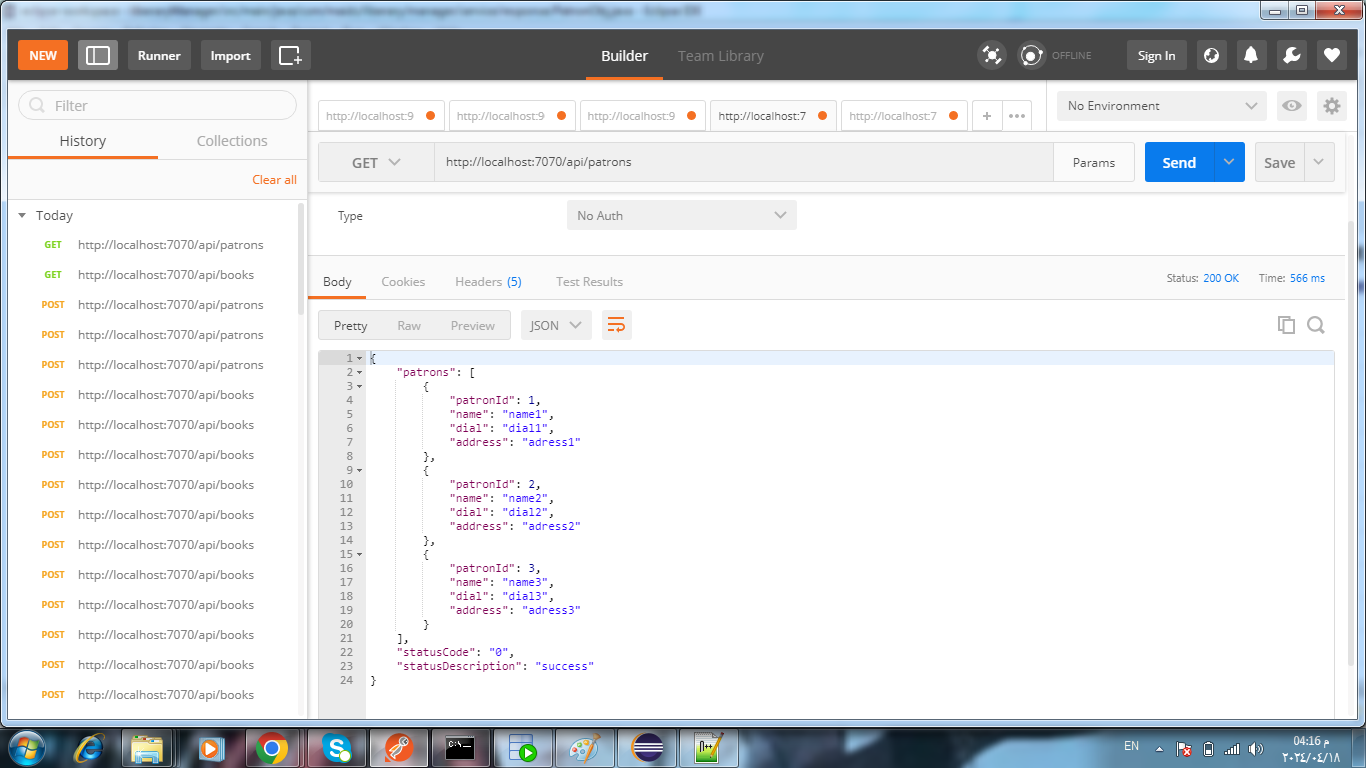 NEW
Runner
Import
Builder
Team Library
OFFLINE
Sign In
Filter
History
Collections
Clear all
Today
GET http://localhost:7070/api/patrons
GET http://localhost:7070/api/books
POST http://localhost:7070/api/patrons
POST http://localhost:7070/api/patrons
POST http://localhost:7070/api/patrons
POST http://localhost:7070/api/books
POST http://localhost:7070/api/books
POST http://localhost:7070/api/books
POST http://localhost:7070/api/books
POST http://localhost:7070/api/books
POST http://localhost:7070/api/books
POST http://localhost:7070/api/books
POST http://localhost:7070/api/books
POST http://localhost:7070/api/books
POST http://localhost:7070/api/books
POST http://localhost:7070/api/books
http://localhost:9
http://localhost:9
http://localhost:9
http://localhost:7
http://localhost:7
No Environment
GET
http://localhost:7070/api/patrons
Params
Send
Save
Type
No Auth
Body
Cookies
Headers (5)
Test Results
Status: 200 OK
Time: 566 ms
Pretty
Raw
Preview
JSON
1 {
2 "patrons": [
3 {
4 "patronId": 1,
5 "name": "name1",
6 "dial": "dial1",
7 "address": "adress1"
8 },
9 {
10 "patronId": 2,
11 "name": "name2",
12 "dial": "dial2",
13 "address": "adress2"
14 },
15 {
16 "patronId": 3,
17 "name": "name3",
18 "dial": "dial3",
19 "address": "adress3"
20 }
21 ],
22 "statusCode": "0",
23 "statusDescription": "success"
24 }
EN
04:16 م
٢٠٢٤/٠٤/١٨